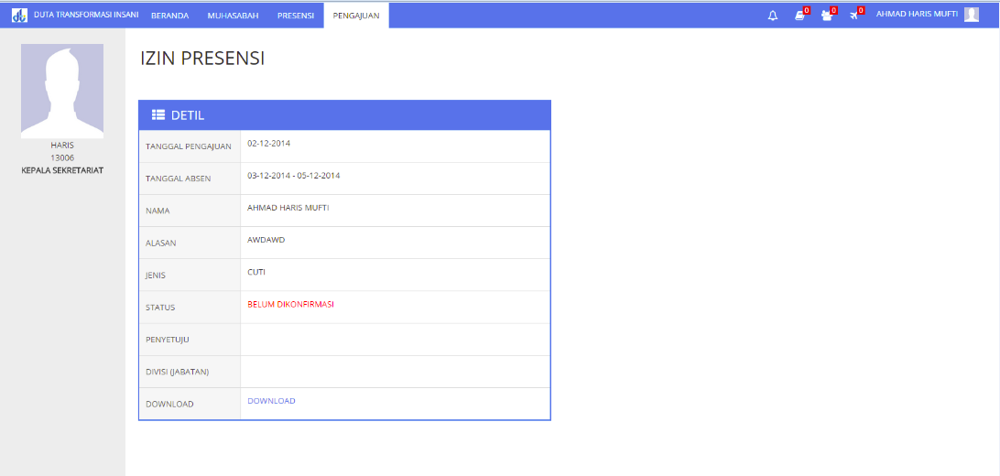 DUTA TRANSFORMASI INSANI BERANDA MUHASABAH PRESENSI PENGAJUAN 0 0 0 AHMAD HARIS MUFTI
HARIS
13006
KEPALA SEKRETARIAT
IZIN PRESENSI
DETIL
TANGGAL PENGAJUAN 02-12-2014
TANGGAL ABSEN 03-12-2014 - 05-12-2014
NAMA AHMAD HARIS MUFTI
ALASAN AWDAWD
JENIS CUTI
STATUS BELUM DIKONFIRMASI
PENYETUJU
DIVISI (JABATAN)
DOWNLOAD DOWNLOAD